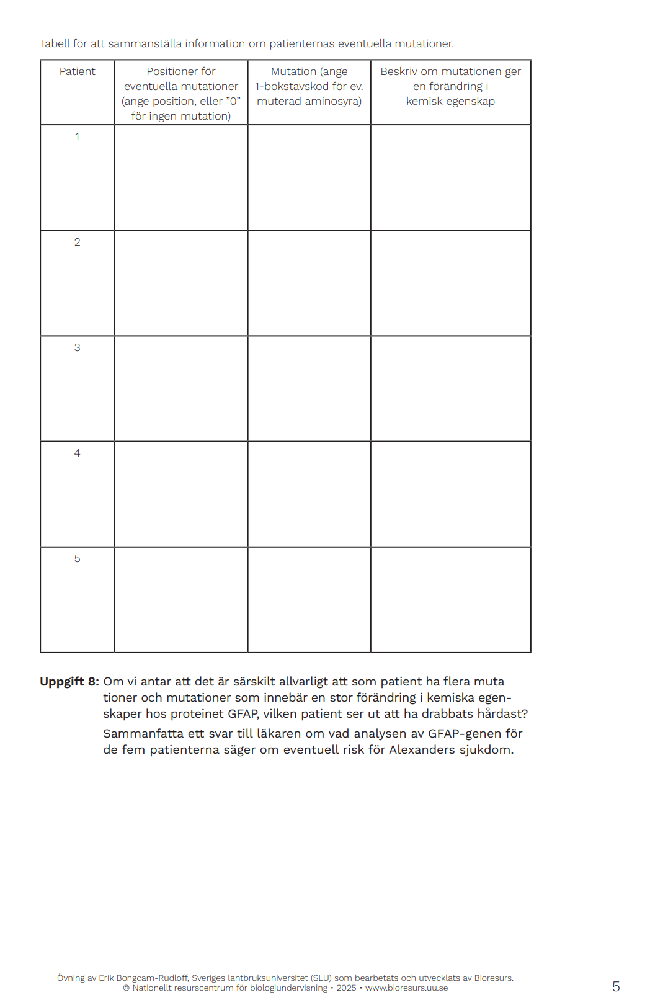 Tabell för att sammanställa information om patienternas eventuella mutationer.
Patient
Positioner för
eventuella mutationer
(ange position, eller ”0”
för ingen mutation)
Mutation (ange
1-bokstavskod för ev.
muterad aminosyra)
Beskriv om mutationen ger
en förändring i
kemisk egenskap
1
2
3
4
5
Uppgift 8: Om vi antar att det är särskilt allvarligt att som patient ha flera muta
tioner och mutationer som innebär en stor förändring i kemiska egen-
skaper hos proteinet GFAP, vilken patient ser ut att ha drabbats hårdast?
Sammanfatta ett svar till läkaren om vad analysen av GFAP-genen för
de fem patienterna säger om eventuell risk för Alexanders sjukdom.
Övning av Erik Bongcam-Rudloff, Sveriges lantbruksuniversitet (SLU) som bearbetats och utvecklats av Bioresurs.
© Nationellt resurscentrum för biologiundervisning • 2025 • www.bioresurs.uu.se
5